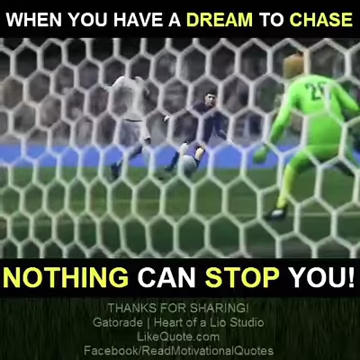 WHEN YOU HAVE A DREAM TO CHASE
NOTHING CAN STOP YOU!
THANKS FOR SHARING!
Gatorade | Heart of a Lio Studio
LikeQuote.com
Facebook/ReadMotivationalQuotes